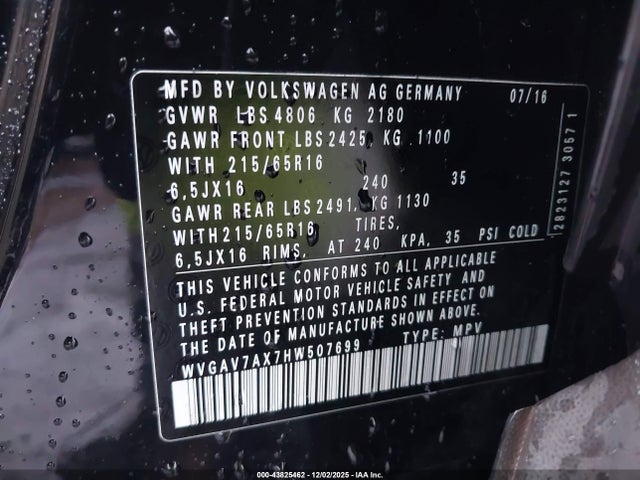 MFD BY VOLKSWAGEN AG GERMANY 07/16
GVWR LBS 4806 KG 2180
GAWR FRONT LBS 2425 KG 1100
WITH 215/65R16
6,5JX16 240 35
GAWR REAR LBS 2491 KG 1130
WITH 215/65R16 TIRES,
6,5JX16 RIMS, AT 240 KPA, 35 PSI COLD
THIS VEHICLE CONFORMS TO ALL APPLICABLE
U.S. FEDERAL MOTOR VEHICLE SAFETY AND
THEFT PREVENTION STANDARDS IN EFFECT ON
THE DATE OF MANUFACTURE SHOWN ABOVE.
WVGAV7AX7HW507699 TYPE: MPV
2823127 3057 1
000-43825462 - 12/02/2025 - IAA Inc.